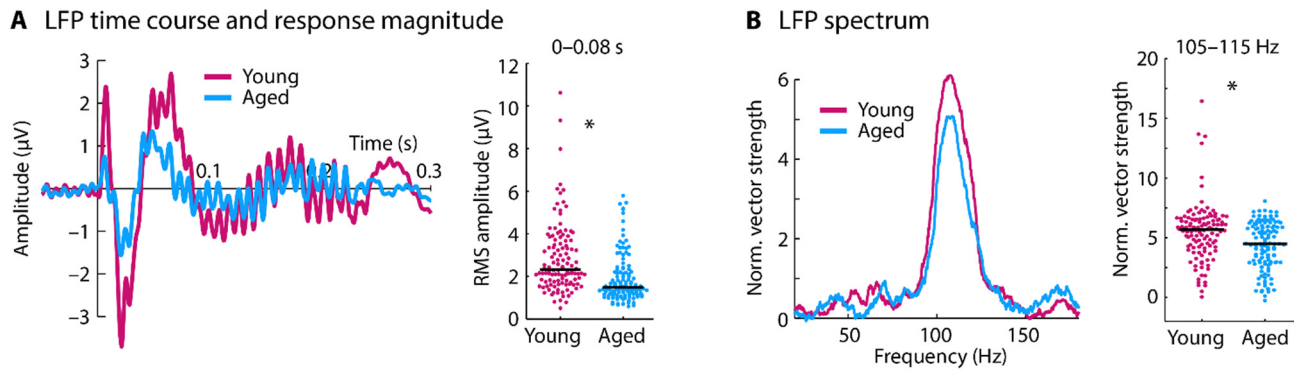 A LFP time course and response magnitude
3
2
1
0
−1
−2
−3
Amplitude (µV)
Young
Aged
Time (s)
0.1
0.2
0.3
0–0.08 s
12
10
8
6
4
2
0
RMS amplitude (µV)
*
Young Aged
B LFP spectrum
6
4
2
0
Norm. vector strength
Young
Aged
50 100 150
Frequency (Hz)
105–115 Hz
20
15
10
5
0
Norm. vector strength
*
Young Aged